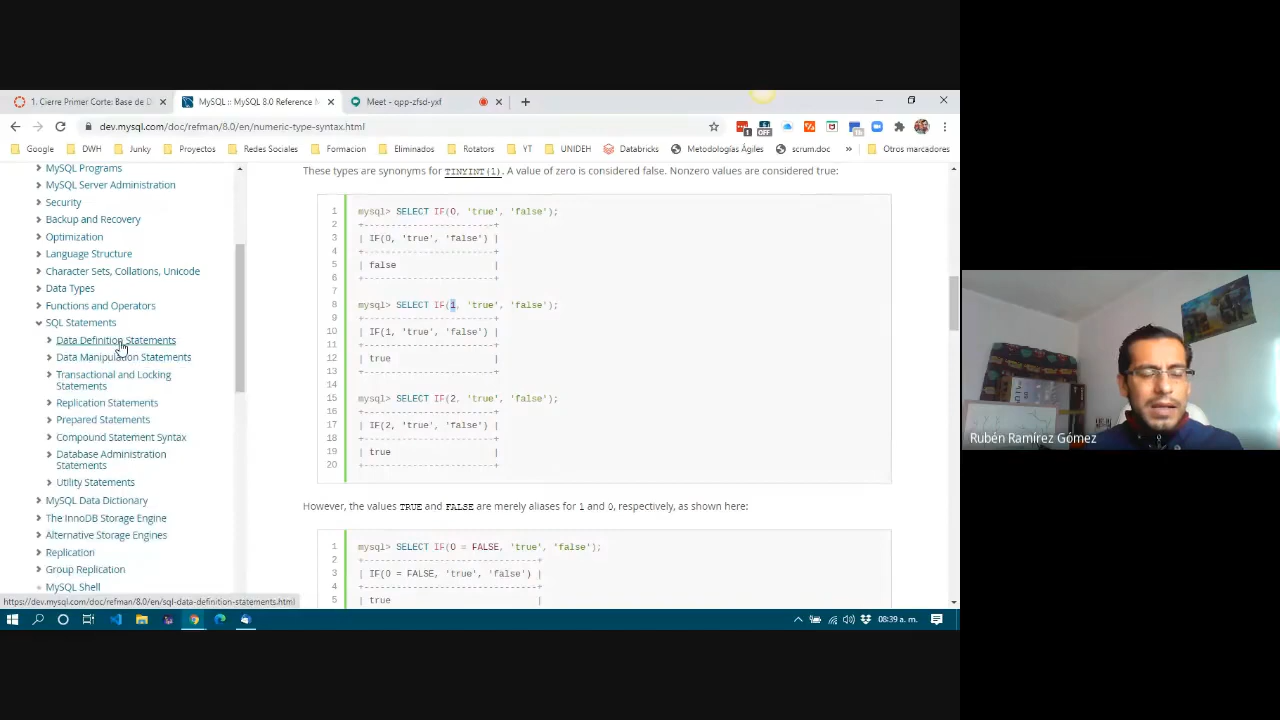 1. Cierre Primer Corte: Base de D
MySQL :: MySQL 8.0 Reference M
Meet - qpp-zfsd-yxf
dev.mysql.com/doc/refman/8.0/en/numeric-type-syntax.html
Google
DWH
Junky
Proyectos
Redes Sociales
Formacion
Eliminados
Rotators
YT
UNIDEH
Databricks
Metodologías Ágiles
scrum.doc
»
Otros marcadores
MySQL Programs
MySQL Server Administration
Security
Backup and Recovery
Optimization
Language Structure
Character Sets, Collations, Unicode
Data Types
Functions and Operators
SQL Statements
Data Definition Statements
Data Manipulation Statements
Transactional and Locking
Statements
Replication Statements
Prepared Statements
Compound Statement Syntax
Database Administration
Statements
Utility Statements
MySQL Data Dictionary
The InnoDB Storage Engine
Alternative Storage Engines
Replication
Group Replication
MySQL Shell
https://dev.mysql.com/doc/refman/8.0/en/sql-data-definition-statements.html
These types are synonyms for TINYINT(1). A value of zero is considered false. Nonzero values are considered true:
1 mysql> SELECT IF(0, 'true', 'false');
2 +------------------------+
3 | IF(0, 'true', 'false') |
4 +------------------------+
5 | false                  |
6 +------------------------+
7
8 mysql> SELECT IF(1, 'true', 'false');
9 +------------------------+
10 | IF(1, 'true', 'false') |
11 +------------------------+
12 | true                   |
13 +------------------------+
14
15 mysql> SELECT IF(2, 'true', 'false');
16 +------------------------+
17 | IF(2, 'true', 'false') |
18 +------------------------+
19 | true                   |
20 +------------------------+
However, the values TRUE and FALSE are merely aliases for 1 and 0, respectively, as shown here:
1 mysql> SELECT IF(0 = FALSE, 'true', 'false');
2 +--------------------------------+
3 | IF(0 = FALSE, 'true', 'false') |
4 +--------------------------------+
5 | true                           |
08:39 a. m.
Rubén Ramírez Gómez